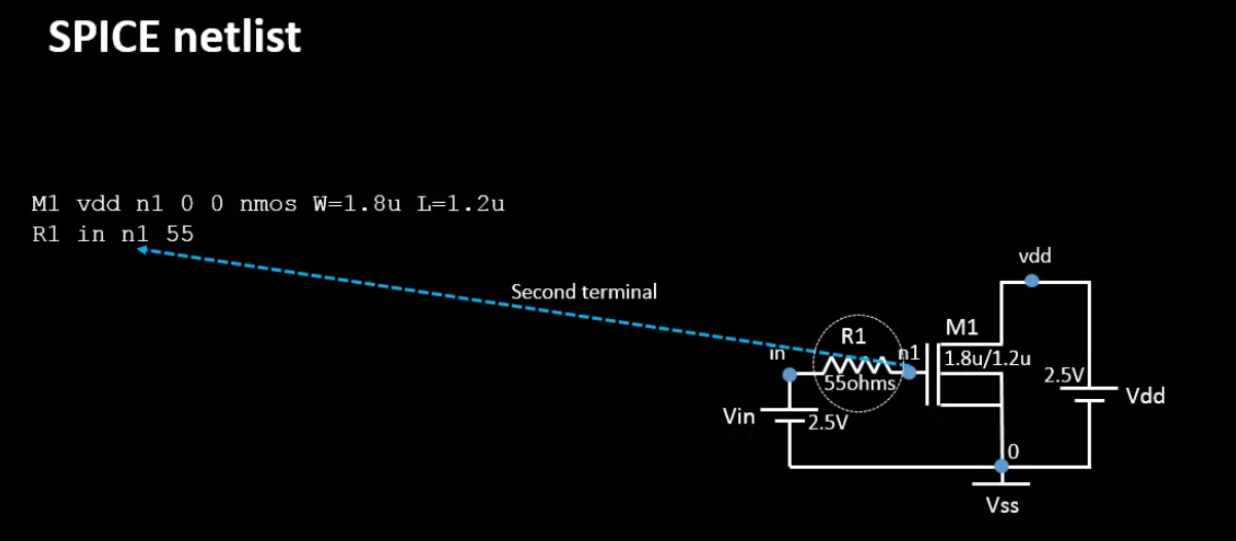 SPICE netlist
M1 vdd n1 0 0 nmos W=1.8u L=1.2u
R1 in n1 55
Second terminal
vdd
M1
R1
in
n1
1.8u/1.2u
55ohms
2.5V
Vdd
Vin
2.5V
0
Vss